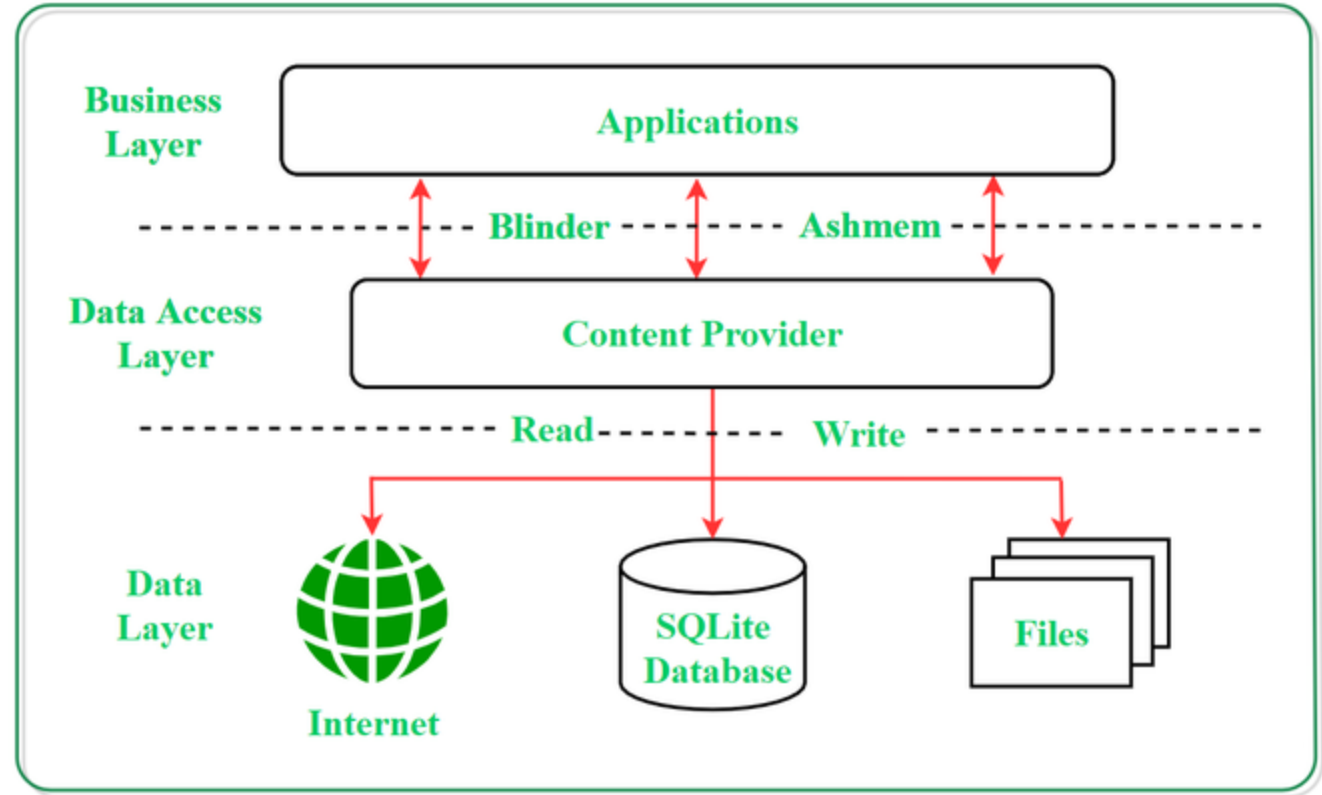 Business
Layer
Applications
Blinder
Ashmem
Data Access
Layer
Content Provider
Read
Write
Data
Layer
SQLite
Database
Files
Internet